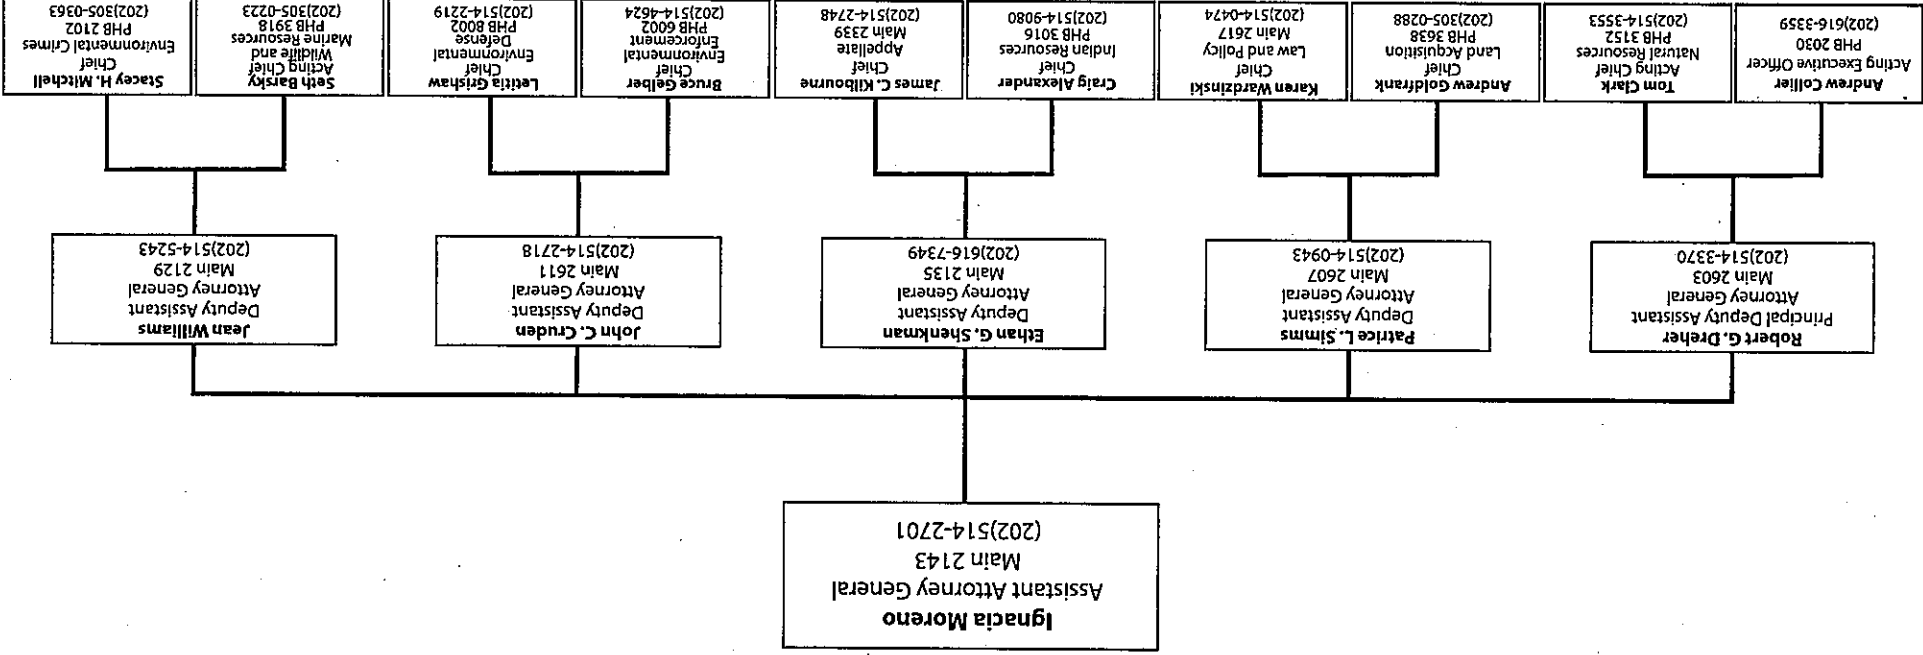 Ignacia Moreno
Assistant Attorney General
Main 2143
(202)514-2701
Robert G. Dreher
Principal Deputy Assistant
Attorney General
Main 2603
(202)514-3370
Patrice L. Simms
Deputy Assistant
Attorney General
Main 2607
(202)514-0943
Ethan G. Shenkman
Deputy Assistant
Attorney General
Main 2135
(202)616-7349
John C. Cruden
Deputy Assistant
Attorney General
Main 2611
(202)514-2718
Jean Williams
Deputy Assistant
Attorney General
Main 2129
(202)514-5243
Andrew Collier
Acting Executive Officer
PHB 2030
(202)616-3359
Tom Clark
Acting Chief
Natural Resources
PHB 3152
(202)514-3553
Andrew Goldfrank
Chief
Land Acquisition
PHB 3638
(202)305-0288
Karen Wardzinski
Chief
Law and Policy
Main 2617
(202)514-0474
Craig Alexander
Chief
Indian Resources
PHB 3016
(202)514-9080
James C. Kilbourne
Chief
Appellate
Main 2339
(202)514-2748
Bruce Gelber
Chief
Environmental
Enforcement
PHB 6002
(202)514-4624
Letitia Grishaw
Chief
Environmental
Defense
PHB 8002
(202)514-2219
Seth Barsky
Acting Chief
Wildlife and
Marine Resources
PHB 3918
(202)305-0223
Stacey H. Mitchell
Chief
Environmental Crimes
PHB 2102
(202)305-0363